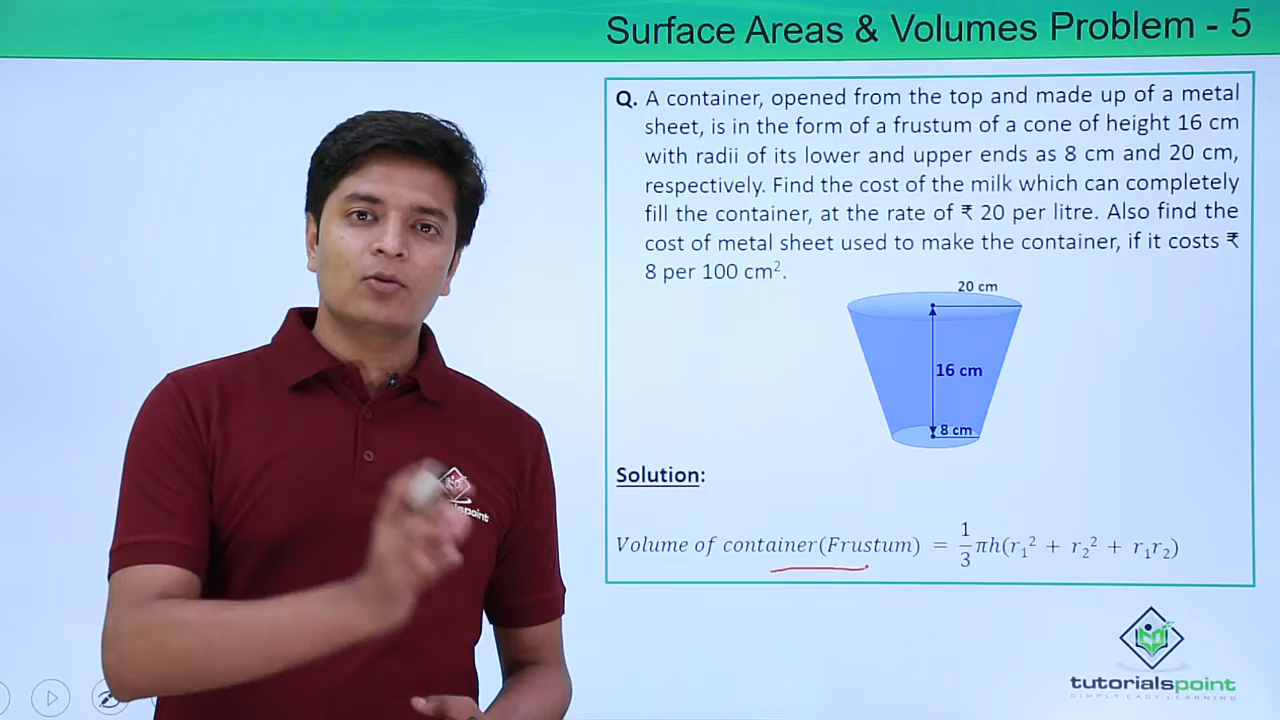 Surface Areas & Volumes Problem - 5
Q. A container, opened from the top and made up of a metal
sheet, is in the form of a frustum of a cone of height 16 cm
with radii of its lower and upper ends as 8 cm and 20 cm,
respectively. Find the cost of the milk which can completely
fill the container, at the rate of ₹ 20 per litre. Also find the
cost of metal sheet used to make the container, if it costs ₹
8 per 100 cm².
20 cm
16 cm
8 cm
Solution:
Volume of container(Frustum) = 1/3 πh(r₁² + r₂² + r₁r₂)
tutorialspoint
SIMPLY EASY LEARNING